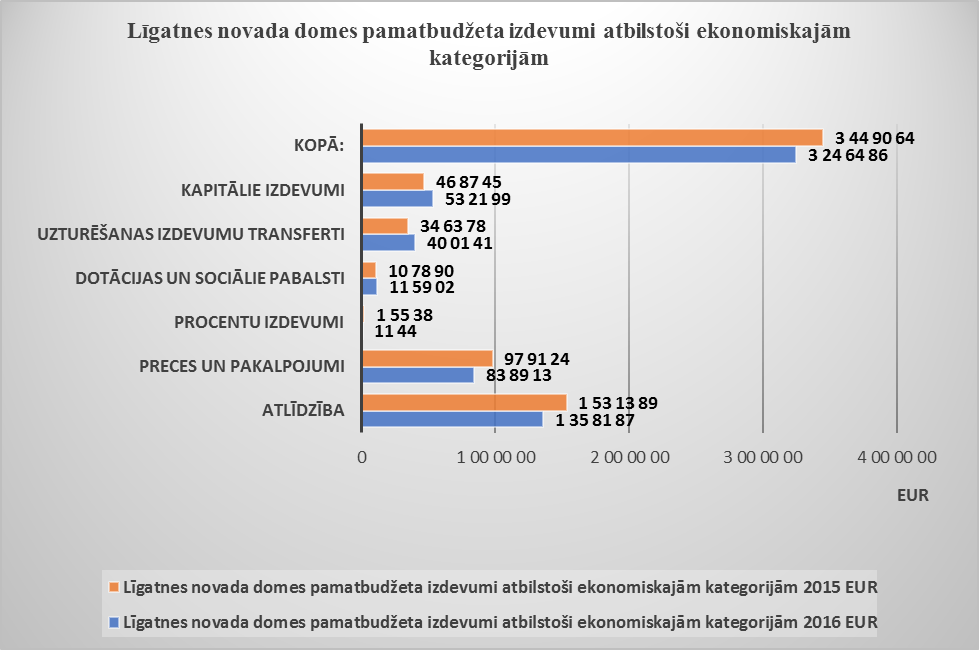 Līgatnes novada domes pamatbudžeta izdevumi atbilstoši ekonomiskajām
kategorijām
KOPĀ:
3 44 90 64
3 24 64 86
KAPITĀLIE IZDEVUMI
46 87 45
53 21 99
UZTURĒŠANAS IZDEVUMU TRANSFERTI
34 63 78
40 01 41
DOTĀCIJAS UN SOCIĀLIE PABALSTI
10 78 90
11 59 02
PROCENTU IZDEVUMI
1 55 38
11 44
PRECES UN PAKALPOJUMI
97 91 24
83 89 13
ATLĪDZĪBA
1 53 13 89
1 35 81 87
0 1 00 00 00 2 00 00 00 3 00 00 00 4 00 00 00
EUR
Līgatnes novada domes pamatbudžeta izdevumi atbilstoši ekonomiskajām kategorijām 2015 EUR
Līgatnes novada domes pamatbudžeta izdevumi atbilstoši ekonomiskajām kategorijām 2016 EUR